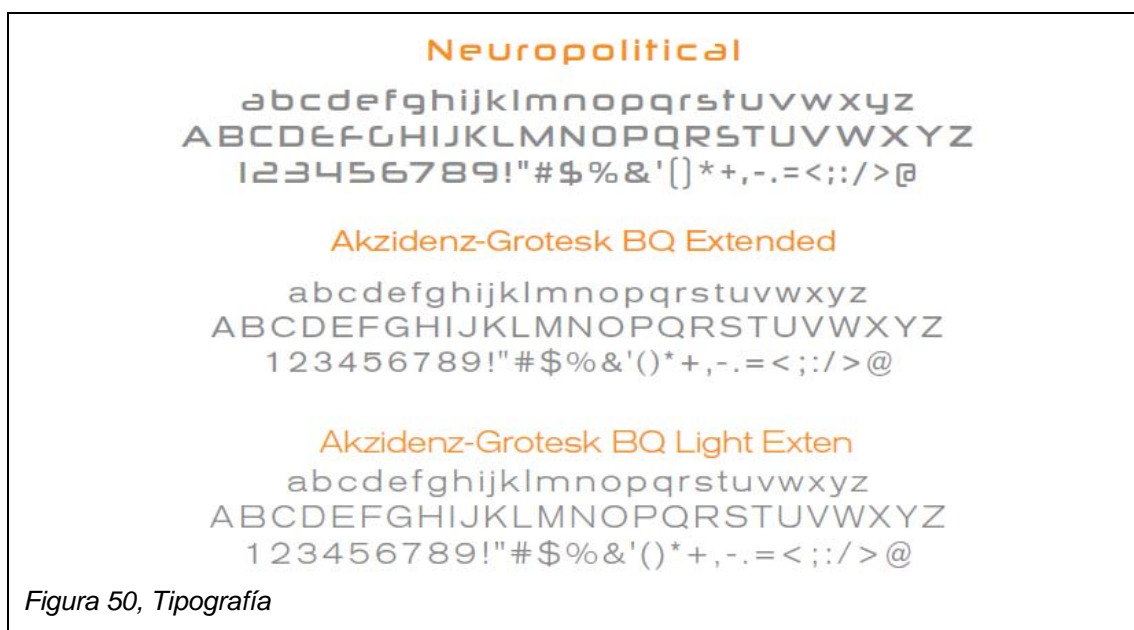 Neuropolitical
abcdefghijklmnopqrstuvwxyz
ABCDEFGHIJKLMNOPQRSTUVWXYZ
123456789!"#$%&'()*+,-.=<;:/>@
Akzidenz-Grotesk BQ Extended
abcdefghijklmnopqrstuvwxyz
ABCDEFGHIJKLMNOPQRSTUVWXYZ
123456789!"#$%&'()*+,-.=<;:/>@
Akzidenz-Grotesk BQ Light Exten
abcdefghijklmnopqrstuvwxyz
ABCDEFGHIJKLMNOPQRSTUVWXYZ
123456789!"#$%&'()*+,-.=<;:/>@
Figura 50, Tipografía